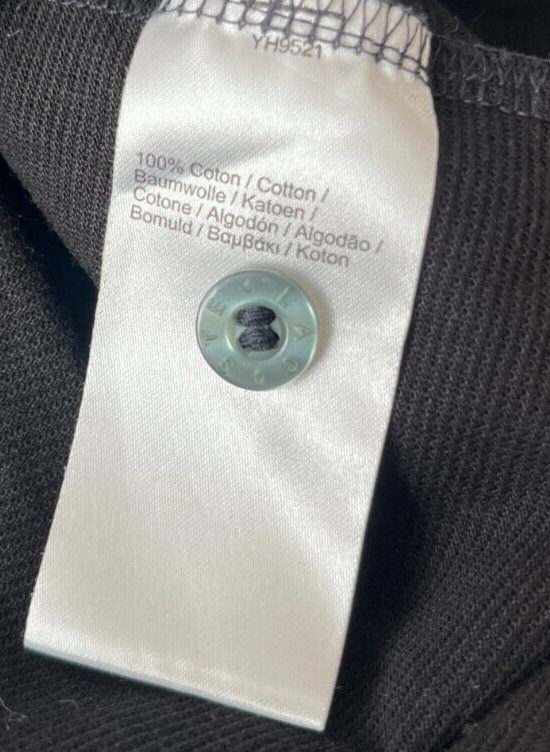 YH9521
100% Coton / Cotton /
Baumwolle / Katoen /
Cotone / Algodón / Algodão /
Bomuld / Βαμβάκι / Koton
LACOSTE